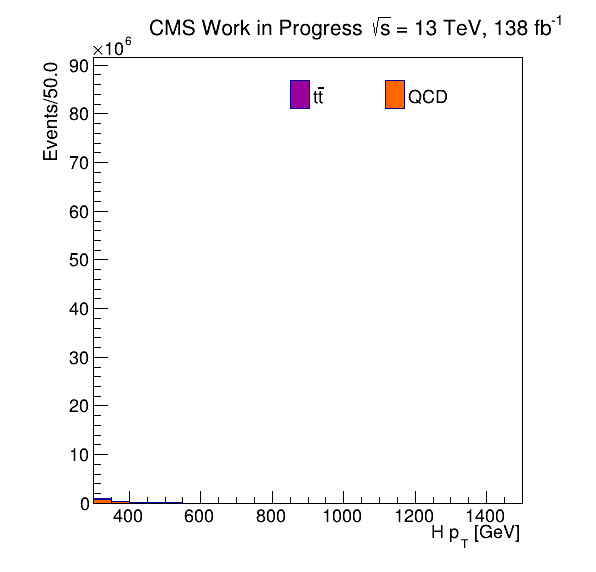 CMS Work in Progress √s = 13 TeV, 138 fb⁻¹
×10⁶
Events/50.0
90
80
70
60
50
40
30
20
10
0
tt̄
QCD
400 600 800 1000 1200 1400
H p_T [GeV]